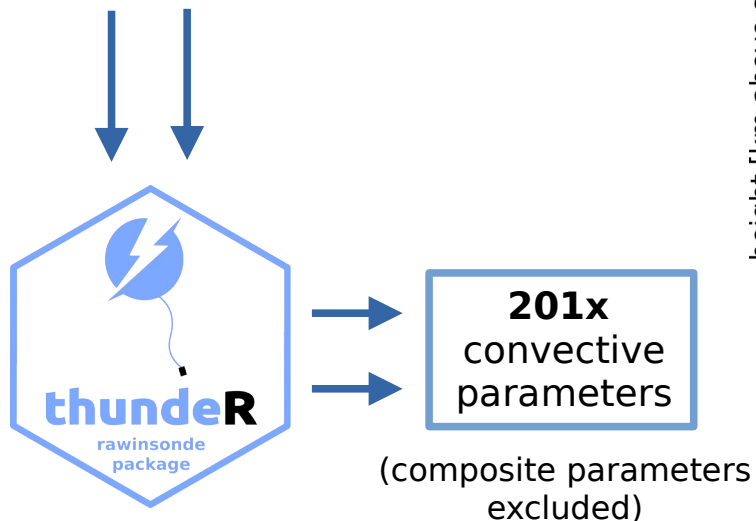 thundeR
rawinsonde
package
201x
convective
parameters
(composite parameters
excluded)